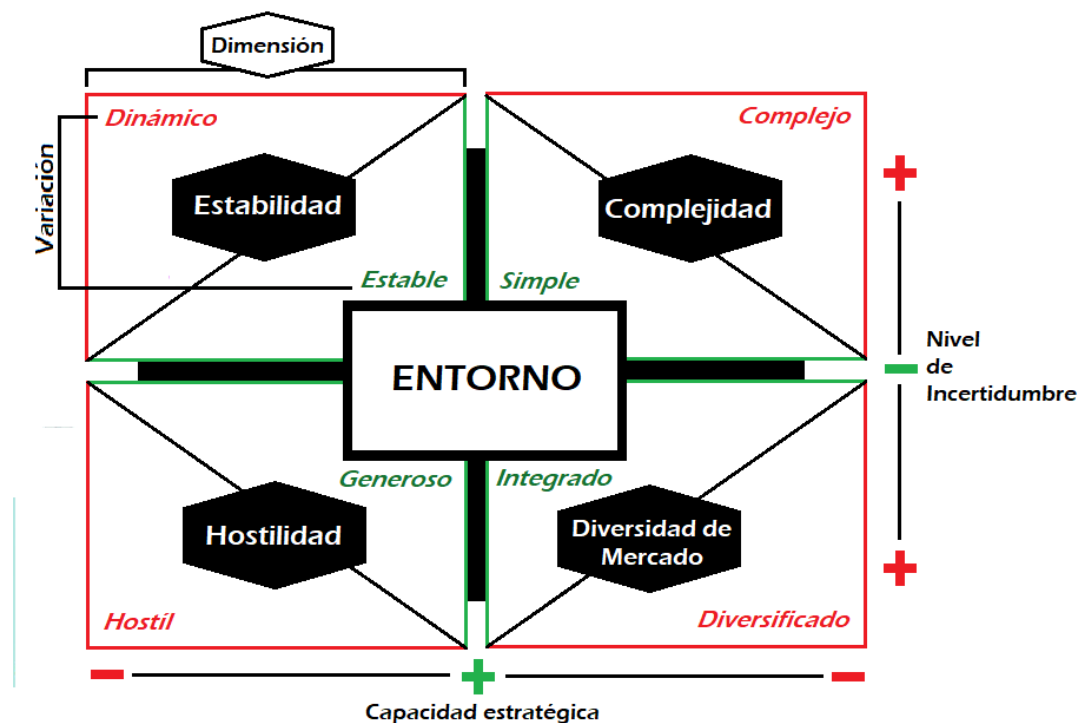 Dimensión
Dinámico
Complejo
Variación
Estabilidad
Complejidad
Estable
Simple
ENTORNO
Nivel
de
Incertidumbre
Generoso
Integrado
Hostilidad
Diversidad de
Mercado
Hostíl
Diversificado
Capacidad estratégica